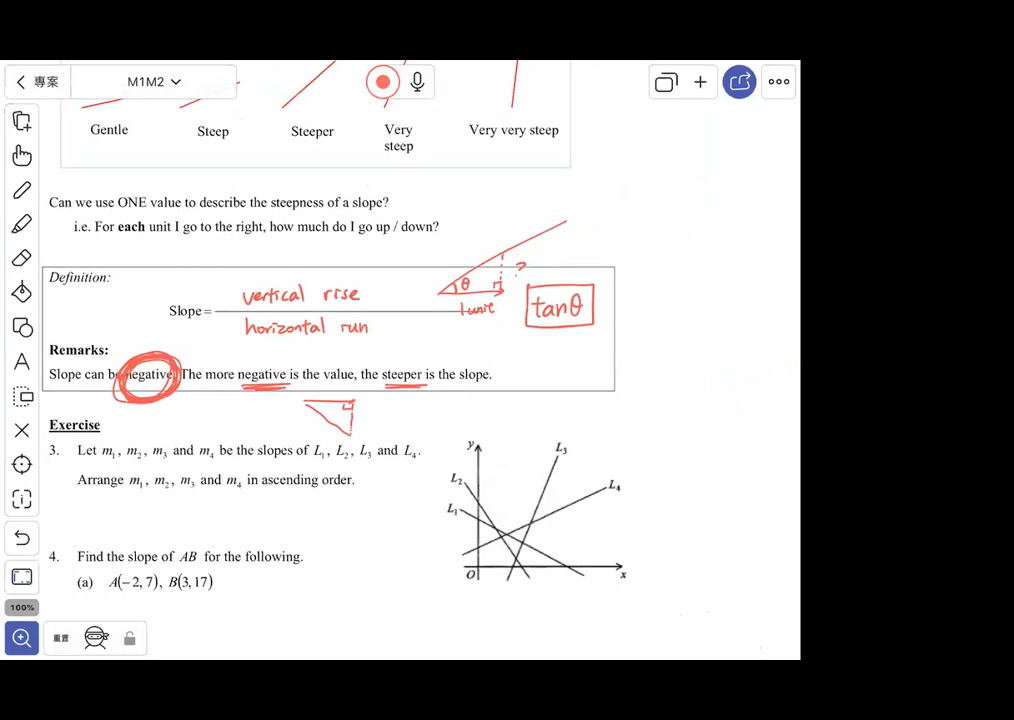 專案
M1M2
Gentle
Steep
Steeper
Very steep
Very very steep
Can we use ONE value to describe the steepness of a slope?
i.e. For each unit I go to the right, how much do I go up / down?
Definition:
Slope = vertical rise / horizontal run
θ
?
1 unit
tanθ
Remarks:
Slope can be negative. The more negative is the value, the steeper is the slope.
Exercise
3. Let m₁, m₂, m₃ and m₄ be the slopes of L₁, L₂, L₃ and L₄.
Arrange m₁, m₂, m₃ and m₄ in ascending order.
y
L₃
L₂
L₄
L₁
O
x
4. Find the slope of AB for the following.
(a) A(−2, 7), B(3, 17)
A
100%
重置